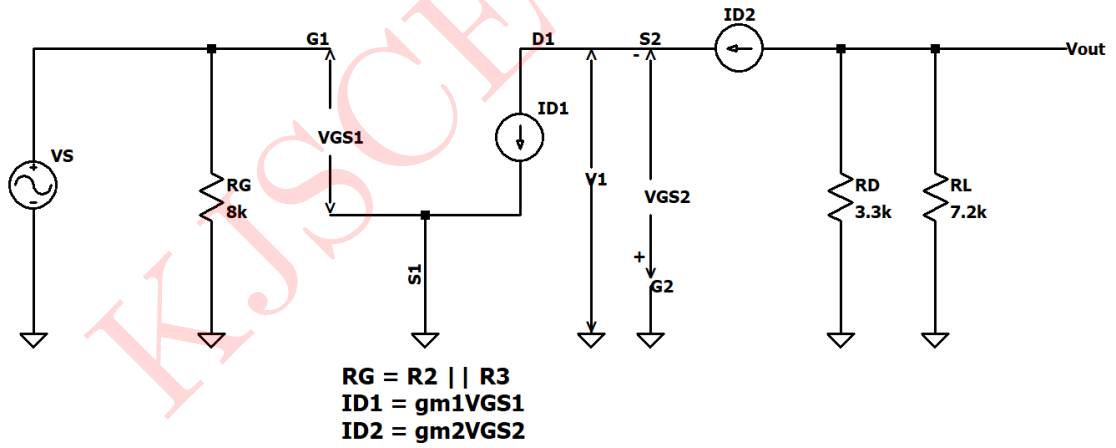 ID2
G1
D1
S2
Vout
-
ID1
VGS1
VS
+
-
RG
8k
V1
VGS2
RD
3.3k
RL
7.2k
+
G2
S1
KJSCE
RG = R2 || R3
ID1 = gm1VGS1
ID2 = gm2VGS2